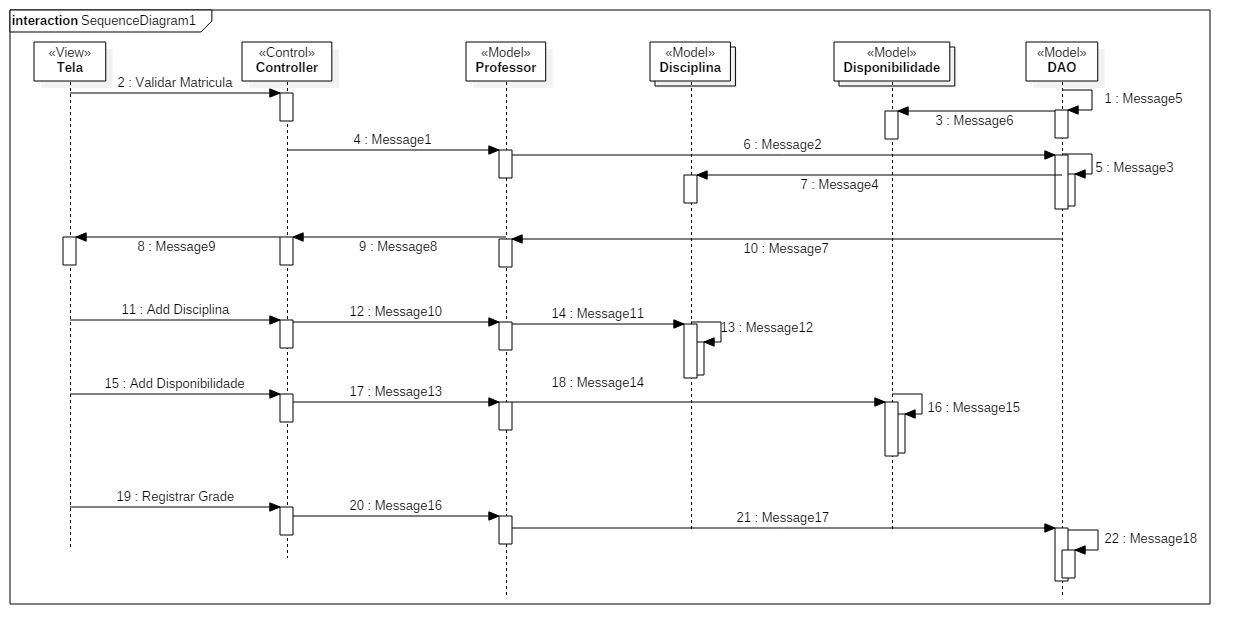 interaction SequenceDiagram1
«View»
Tela
«Control»
Controller
«Model»
Professor
«Model»
Disciplina
«Model»
Disponibilidade
«Model»
DAO
2 : Validar Matricula
1 : Message5
3 : Message6
4 : Message1
6 : Message2
5 : Message3
7 : Message4
8 : Message9
9 : Message8
10 : Message7
11 : Add Disciplina
12 : Message10
14 : Message11
13 : Message12
15 : Add Disponibilidade
17 : Message13
18 : Message14
16 : Message15
19 : Registrar Grade
20 : Message16
21 : Message17
22 : Message18